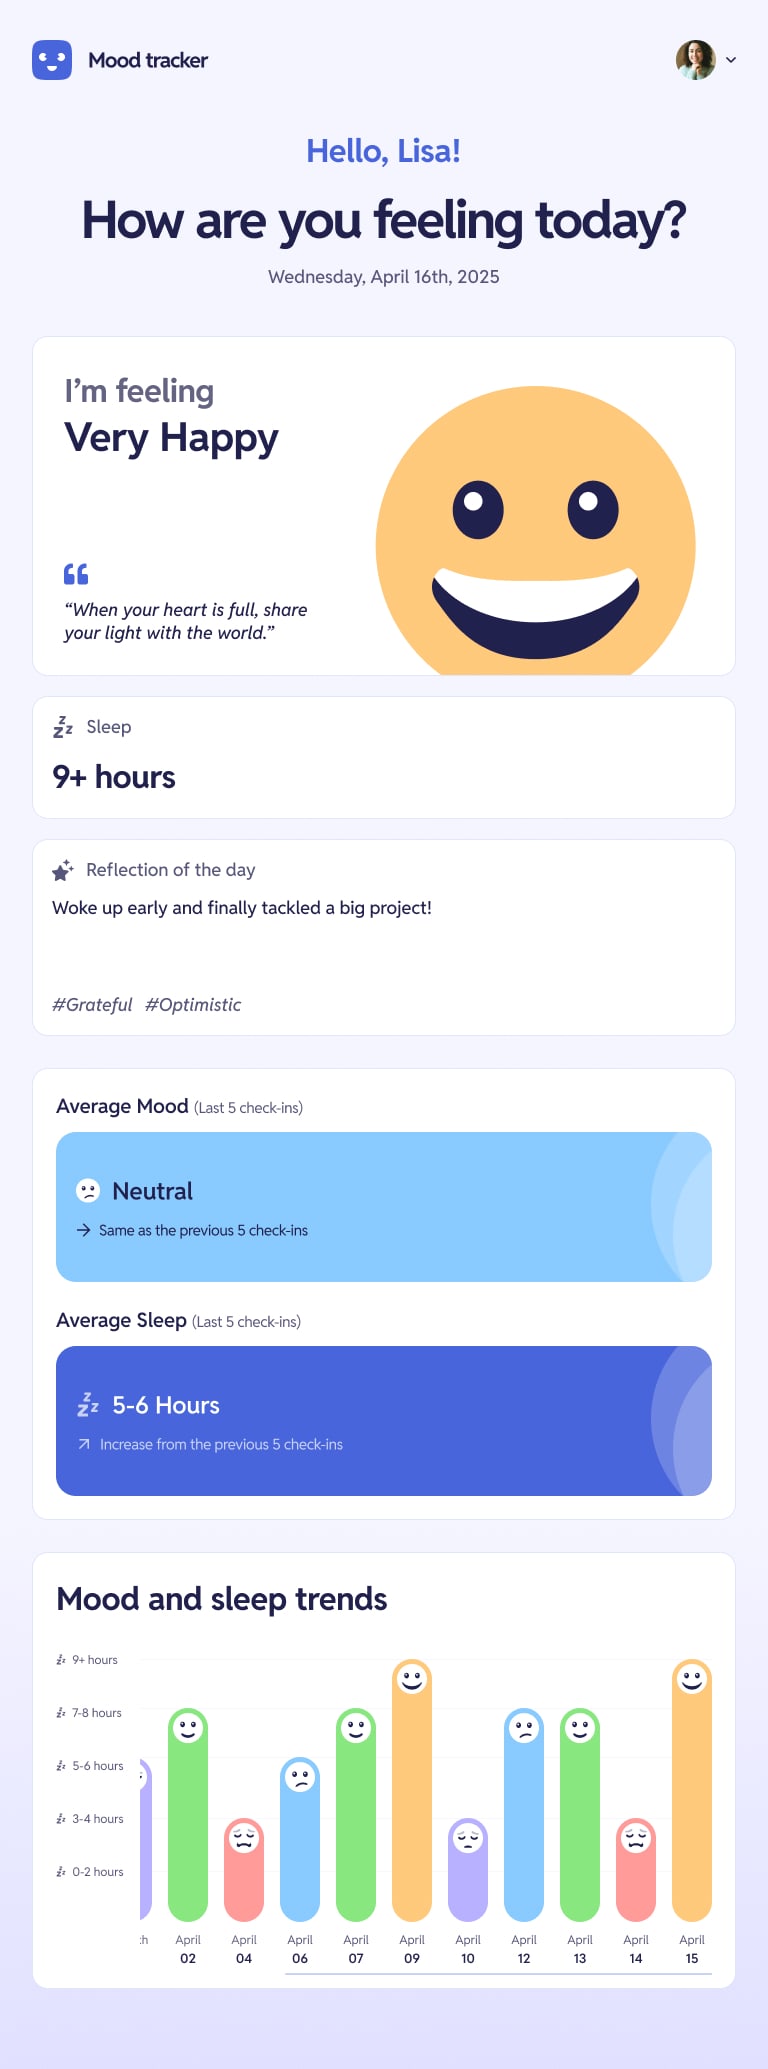 Mood tracker
Hello, Lisa!
How are you feeling today?
Wednesday, April 16th, 2025
I’m feeling
Very Happy
“When your heart is full, share
your light with the world.”
Sleep
9+ hours
Reflection of the day
Woke up early and finally tackled a big project!
#Grateful #Optimistic
Average Mood (Last 5 check-ins)
Neutral
Same as the previous 5 check-ins
Average Sleep (Last 5 check-ins)
5-6 Hours
Increase from the previous 5 check-ins
Mood and sleep trends
9+ hours
7-8 hours
5-6 hours
3-4 hours
0-2 hours
April April April April April April April April April April
02 04 06 07 09 10 12 13 14 15